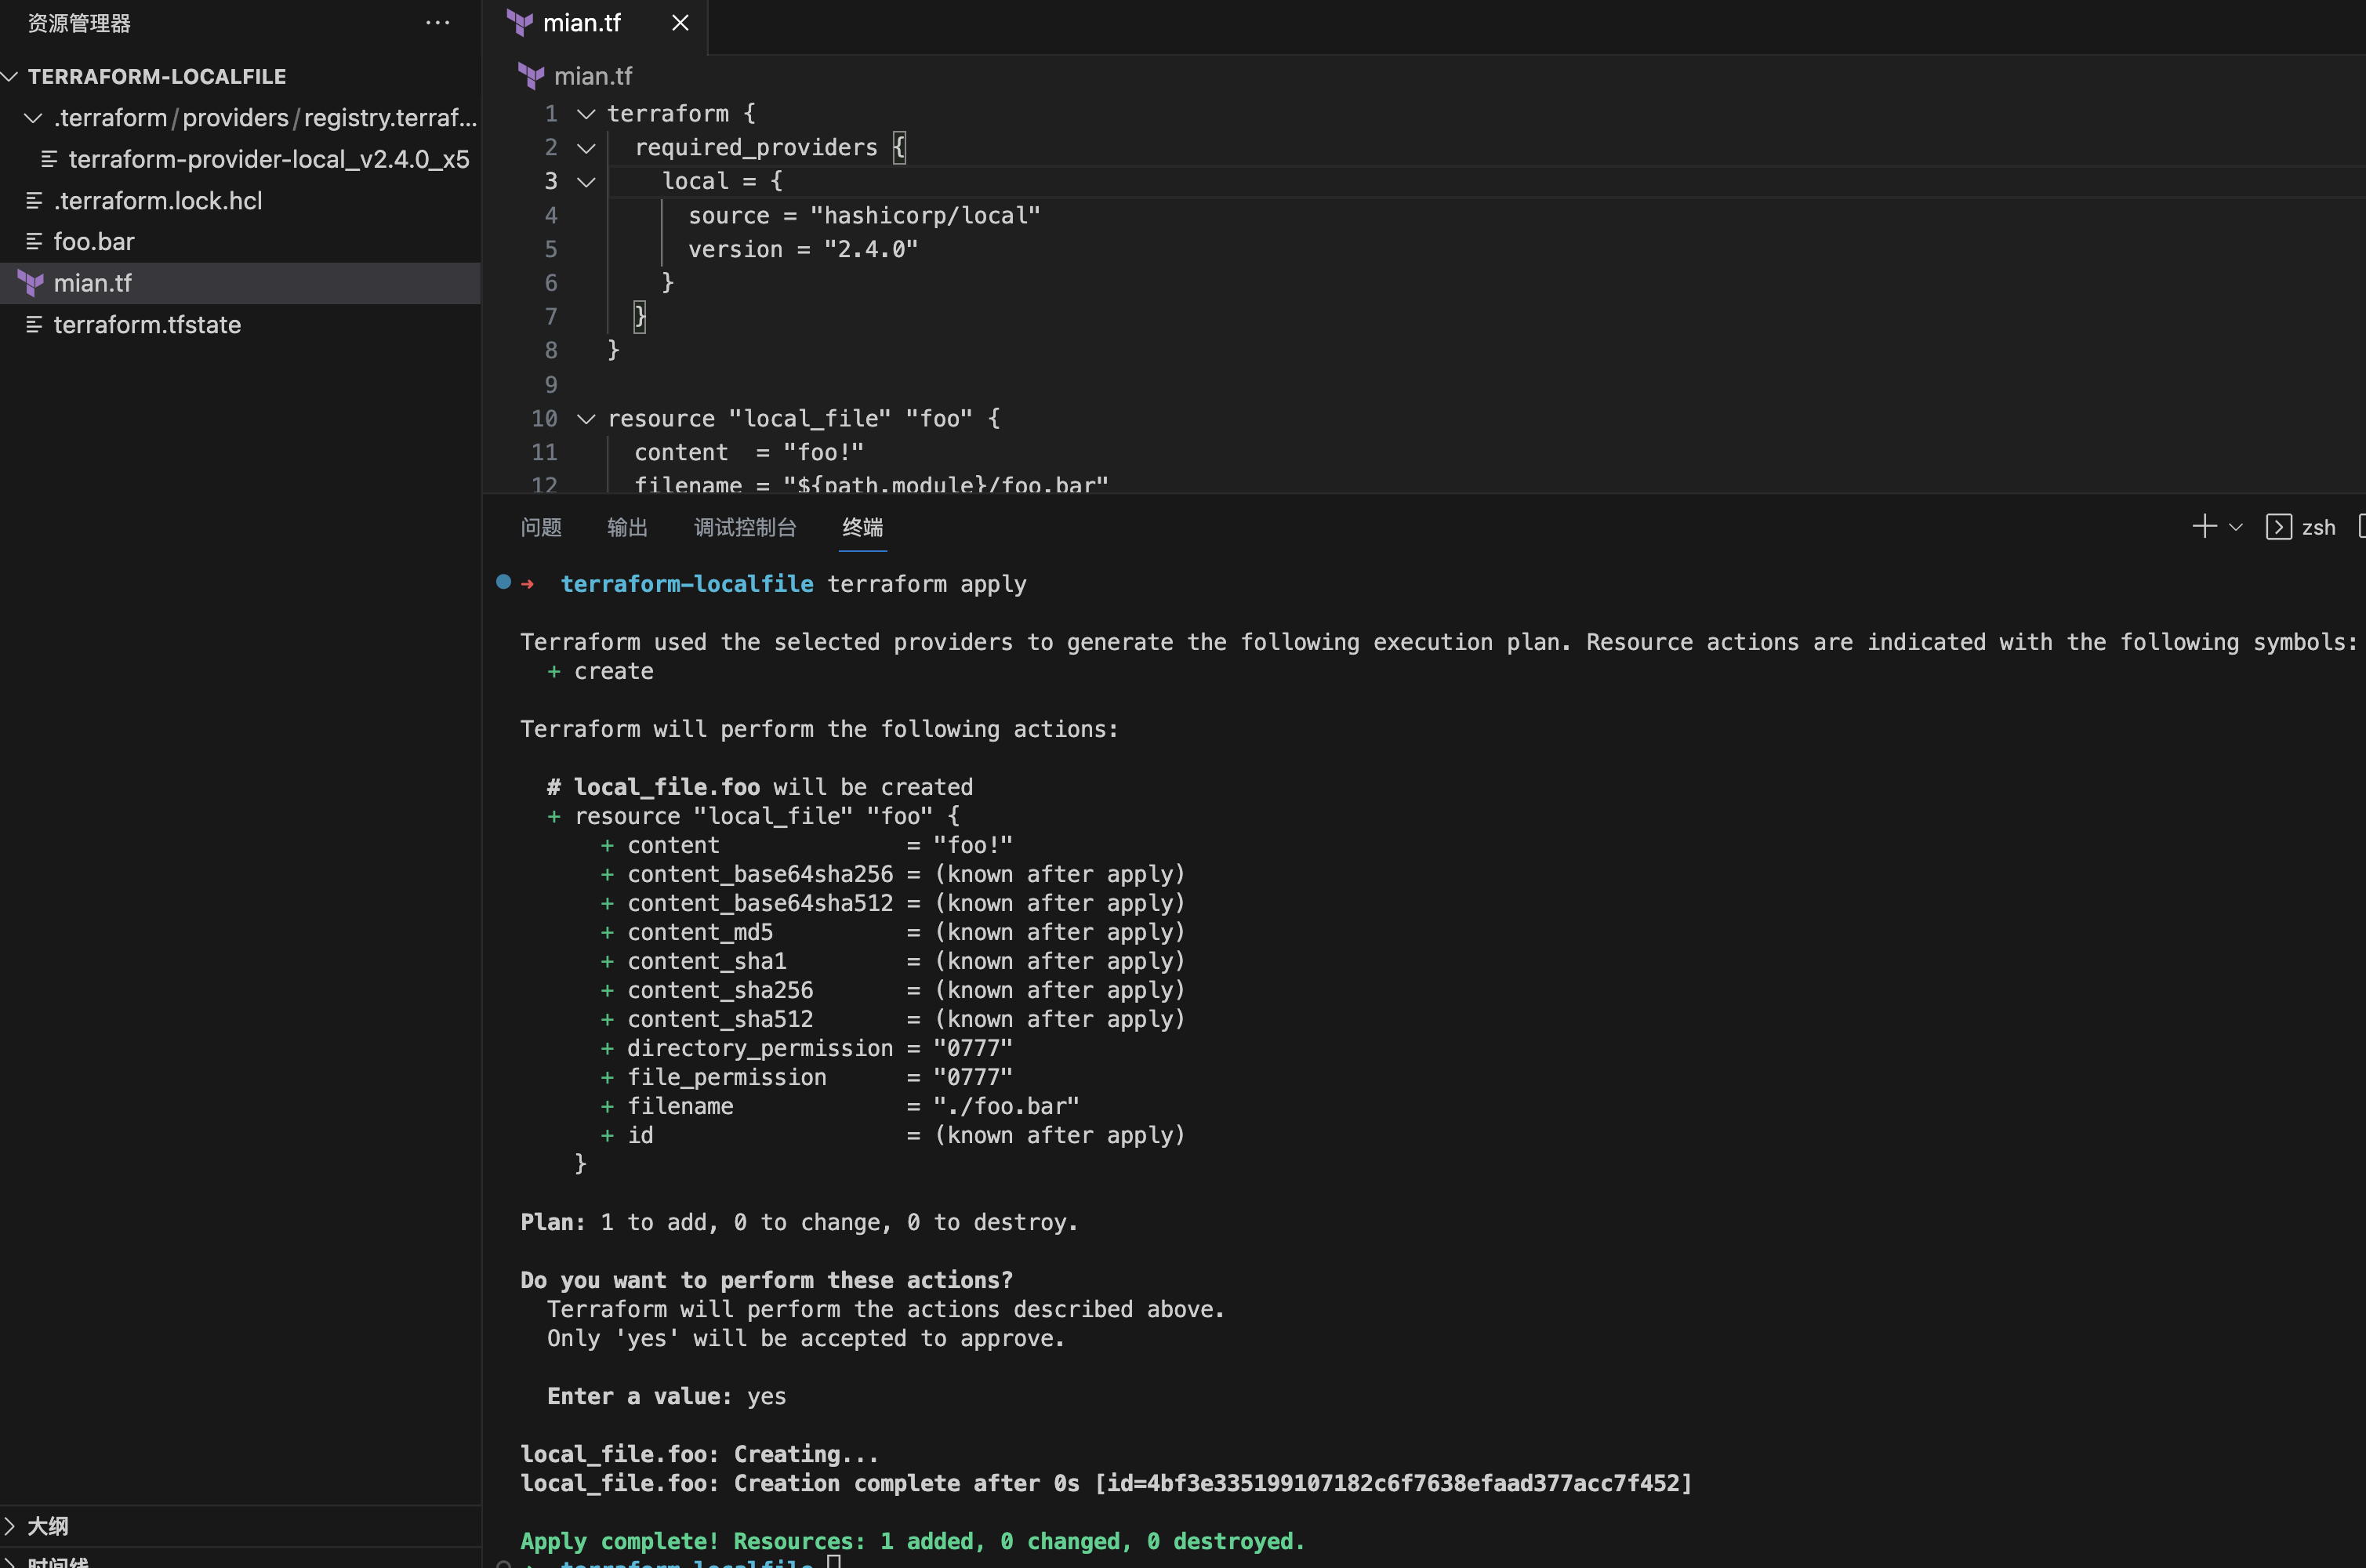 资源管理器 ···
TERRAFORM-LOCALFILE
.terraform/providers/registry.terraf...
terraform-provider-local_v2.4.0_x5
.terraform.lock.hcl
foo.bar
mian.tf
terraform.tfstate
大纲
时间线
mian.tf
mian.tf
1 terraform {
2 required_providers {
3 local = {
4 source = "hashicorp/local"
5 version = "2.4.0"
6 }
7 }
8 }
9
10 resource "local_file" "foo" {
11 content = "foo!"
12 filename = "${path.module}/foo.bar"
问题 输出 调试控制台 终端 zsh
→ terraform-localfile terraform apply
Terraform used the selected providers to generate the following execution plan. Resource actions are indicated with the following symbols:
+ create
Terraform will perform the following actions:
# local_file.foo will be created
+ resource "local_file" "foo" {
+ content = "foo!"
+ content_base64sha256 = (known after apply)
+ content_base64sha512 = (known after apply)
+ content_md5 = (known after apply)
+ content_sha1 = (known after apply)
+ content_sha256 = (known after apply)
+ content_sha512 = (known after apply)
+ directory_permission = "0777"
+ file_permission = "0777"
+ filename = "./foo.bar"
+ id = (known after apply)
}
Plan: 1 to add, 0 to change, 0 to destroy.
Do you want to perform these actions?
Terraform will perform the actions described above.
Only 'yes' will be accepted to approve.
Enter a value: yes
local_file.foo: Creating...
local_file.foo: Creation complete after 0s [id=4bf3e335199107182c6f7638efaad377acc7f452]
Apply complete! Resources: 1 added, 0 changed, 0 destroyed.
→ terraform-localfile